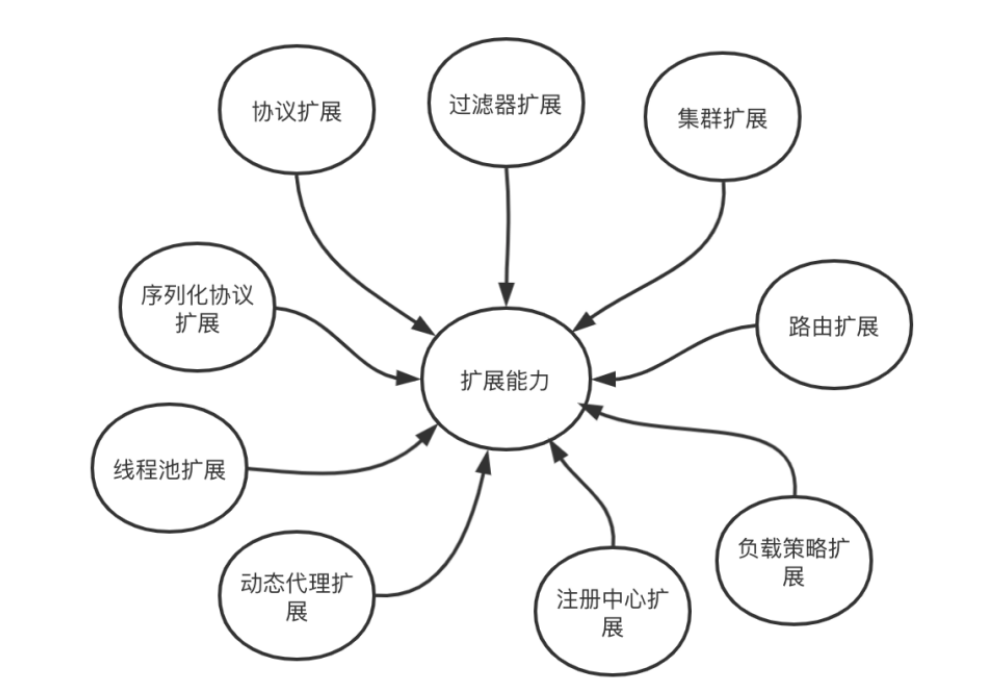 协议扩展
过滤器扩展
集群扩展
序列化协议
扩展
路由扩展
扩展能力
线程池扩展
负载策略扩
展
动态代理扩
展
注册中心扩
展